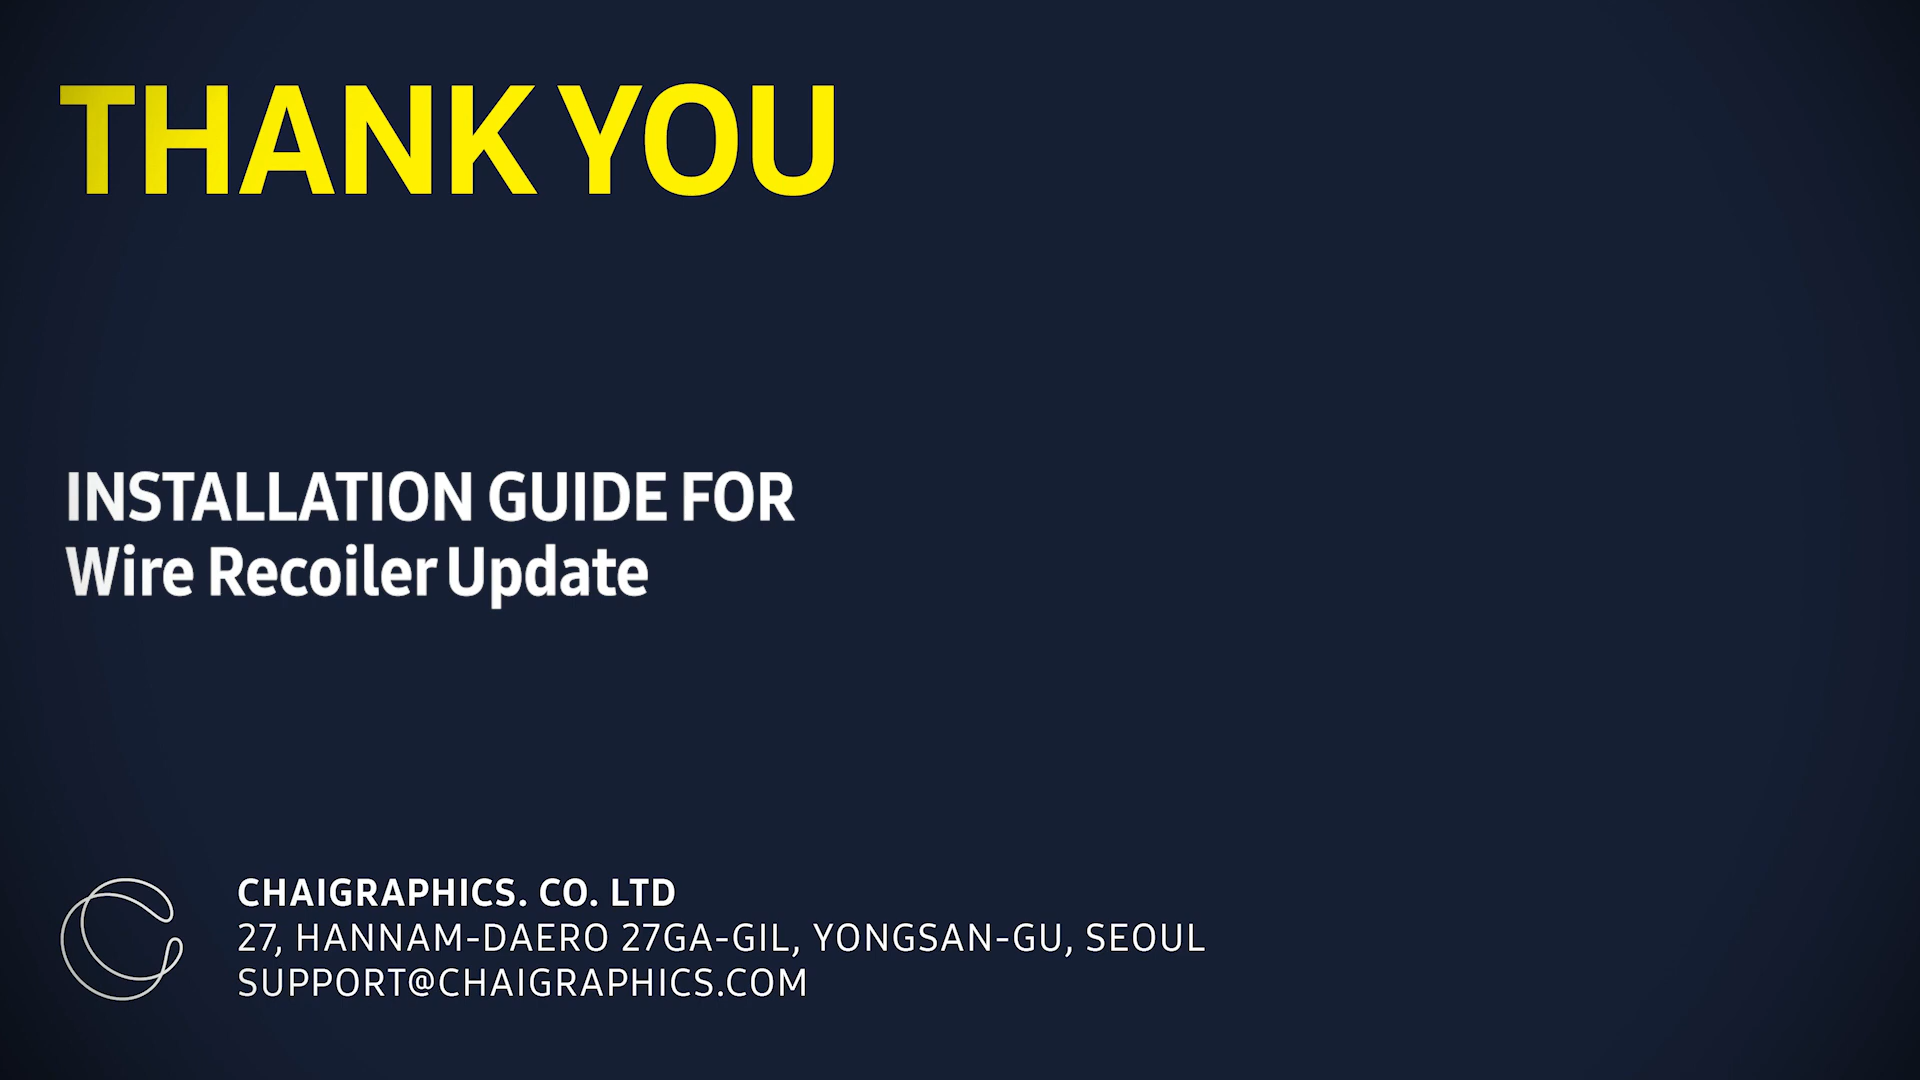 THANK YOU
INSTALLATION GUIDE FOR
Wire Recoiler Update
CHAIGRAPHICS. CO. LTD
27, HANNAM-DAERO 27GA-GIL, YONGSAN-GU, SEOUL
SUPPORT@CHAIGRAPHICS.COM